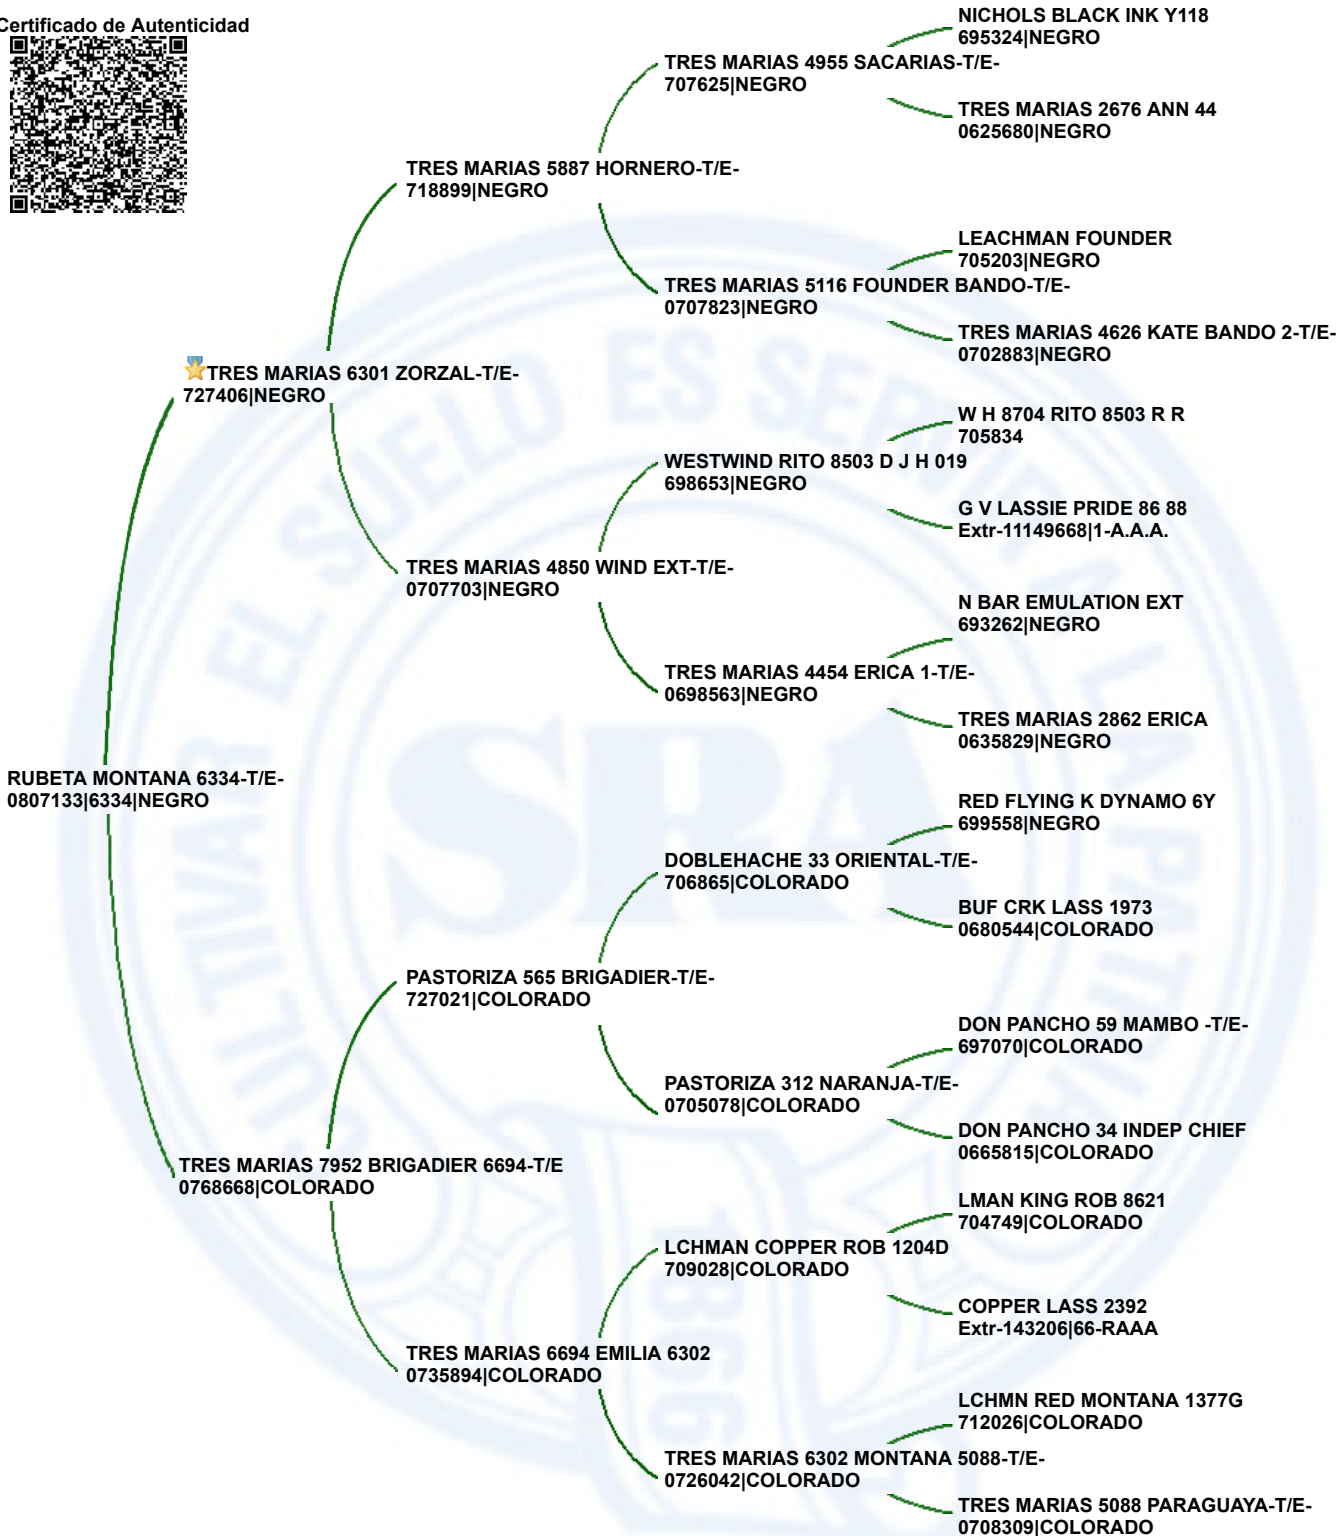 Certificado de Autenticidad
NICHOLS BLACK INK Y118
695324|NEGRO
TRES MARIAS 4955 SACARIAS-T/E-
707625|NEGRO
TRES MARIAS 2676 ANN 44
0625680|NEGRO
TRES MARIAS 5887 HORNERO-T/E-
718899|NEGRO
LEACHMAN FOUNDER
705203|NEGRO
TRES MARIAS 5116 FOUNDER BANDO-T/E-
0707823|NEGRO
TRES MARIAS 4626 KATE BANDO 2-T/E-
0702883|NEGRO
TRES MARIAS 6301 ZORZAL-T/E-
727406|NEGRO
W H 8704 RITO 8503 R R
705834
WESTWIND RITO 8503 D J H 019
698653|NEGRO
G V LASSIE PRIDE 86 88
Extr-11149668|1-A.A.A.
TRES MARIAS 4850 WIND EXT-T/E-
0707703|NEGRO
N BAR EMULATION EXT
693262|NEGRO
TRES MARIAS 4454 ERICA 1-T/E-
0698563|NEGRO
TRES MARIAS 2862 ERICA
0635829|NEGRO
RUBETA MONTANA 6334-T/E-
0807133|6334|NEGRO
RED FLYING K DYNAMO 6Y
699558|NEGRO
DOBLEHACHE 33 ORIENTAL-T/E-
706865|COLORADO
BUF CRK LASS 1973
0680544|COLORADO
PASTORIZA 565 BRIGADIER-T/E-
727021|COLORADO
DON PANCHO 59 MAMBO -T/E-
697070|COLORADO
PASTORIZA 312 NARANJA-T/E-
0705078|COLORADO
DON PANCHO 34 INDEP CHIEF
0665815|COLORADO
TRES MARIAS 7952 BRIGADIER 6694-T/E
0768668|COLORADO
LMAN KING ROB 8621
704749|COLORADO
LCHMAN COPPER ROB 1204D
709028|COLORADO
COPPER LASS 2392
Extr-143206|66-RAAA
TRES MARIAS 6694 EMILIA 6302
0735894|COLORADO
LCHMN RED MONTANA 1377G
712026|COLORADO
TRES MARIAS 6302 MONTANA 5088-T/E-
0726042|COLORADO
TRES MARIAS 5088 PARAGUAYA-T/E-
0708309|COLORADO
CULTIVAR EL SUELO ES SERVIR A LA PATRIA
SRA
1866